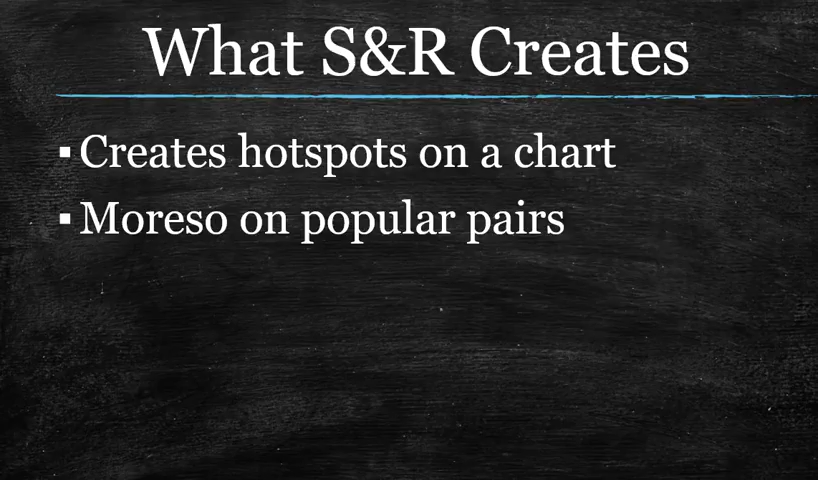 What S&R Creates
▪ Creates hotspots on a chart
▪ Moreso on popular pairs